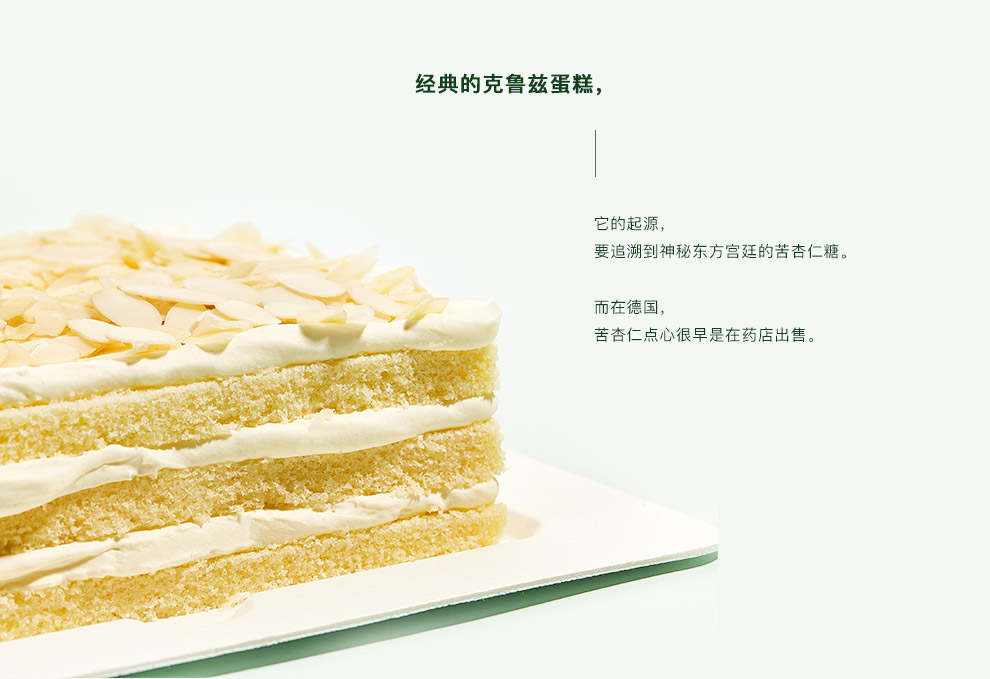 经典的克鲁兹蛋糕，
它的起源，
要追溯到神秘东方宫廷的苦杏仁糖。
而在德国，
苦杏仁点心很早是在药店出售。